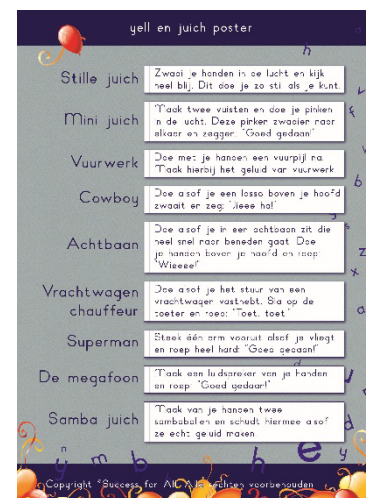 yell en juich poster
Stille juich
Zwaai je handen in de lucht en kijk
heel blij. Dit doe je zo stil als je kunt.
Mini juich
Maak twee vuisten en doe je pinken
in de lucht. Deze pinken zwaaien naar
elkaar en zeggen: "Goed gedaan!"
Vuurwerk
Doe met je handen een vuurpijl na.
Maak hierbij het geluid van vuurwerk
Cowboy
Doe alsof je een lasso boven je hoofd
zwaait en zeg: "Jieee ha!"
Achtbaan
Doe alsof je in een achtbaan zit die
heel snel naar beneden gaat. Doe
je handen boven je hoofd en roep:
"Wieeee!"
Vrachtwagen
chauffeur
Doe alsof je het stuur van een
vrachtwagen vasthebt. Sla op de
toeter en roep: "Toet, toet."
Superman
Steek één arm vooruit alsof je vliegt
en roep heel hard: "Goed gedaan!"
De megafoon
Maak een luidspreker van je handen
en roep: "Goed gedaan!"
Samba juich
Maak van je handen twee
sambaballen en schudt hiermee alsof
ze echt geluid maken
Copyright ©Success for All. Alle rechten voorbehouden